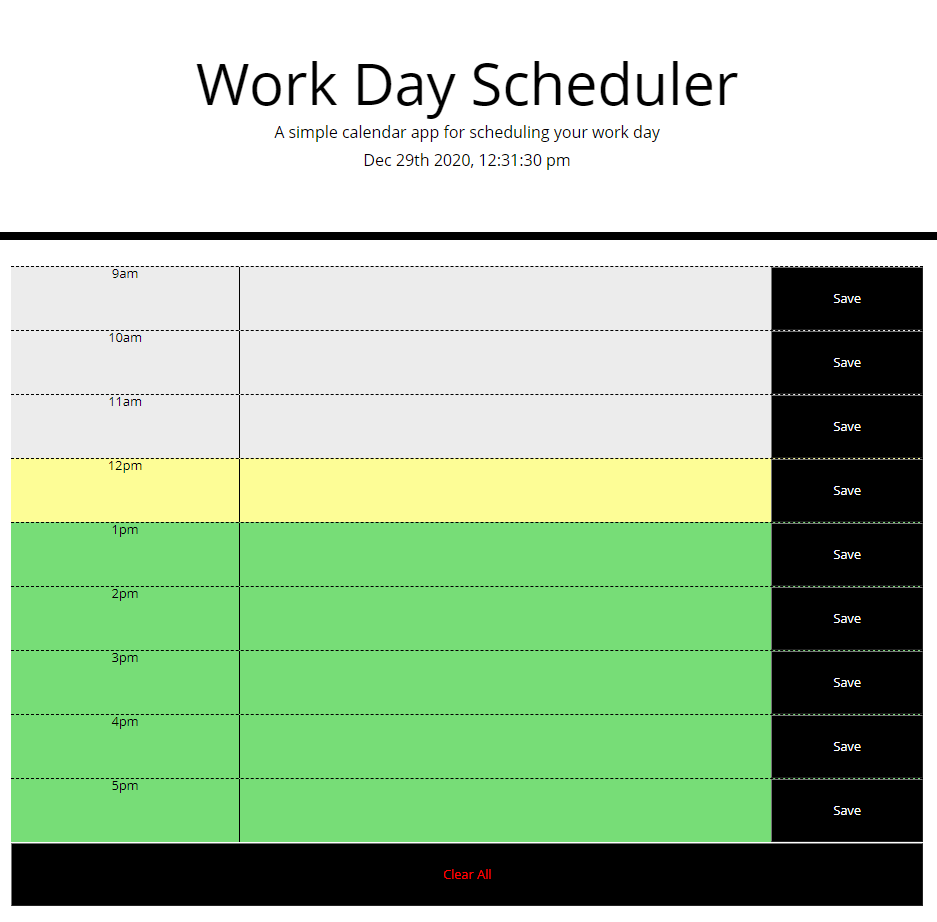 Work Day Scheduler
A simple calendar app for scheduling your work day
Dec 29th 2020, 12:31:30 pm
9am
Save
10am
Save
11am
Save
12pm
Save
1pm
Save
2pm
Save
3pm
Save
4pm
Save
5pm
Save
Clear All